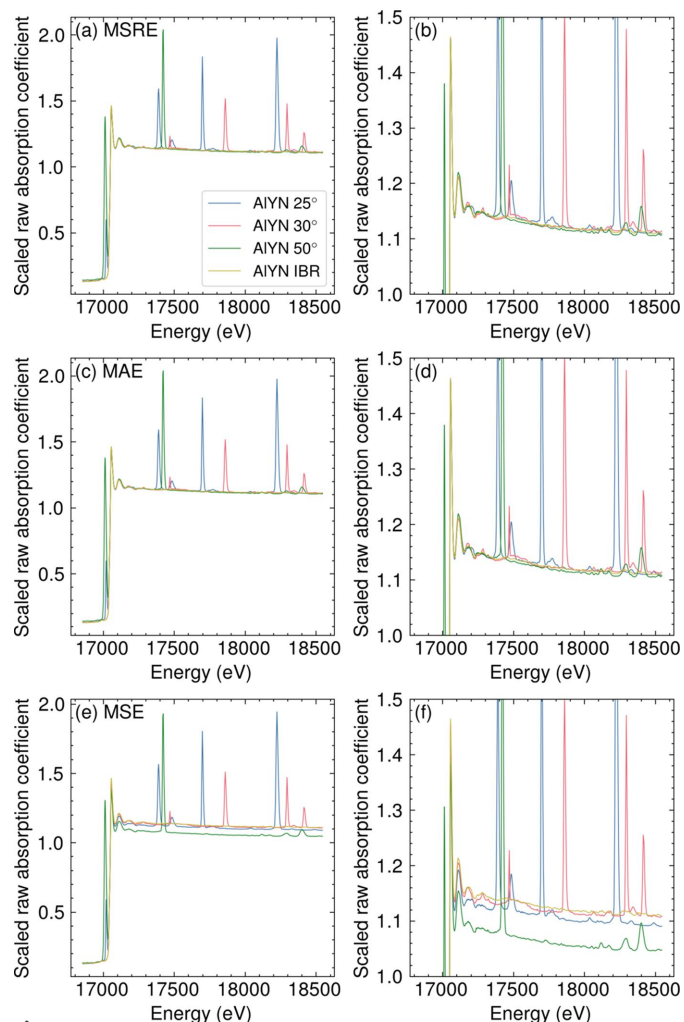 (a) MSRE
(b)
Scaled raw absorption coefficient
2.0
1.5
1.0
0.5
AlYN 25°
AlYN 30°
AlYN 50°
AlYN IBR
17000 17500 18000 18500
Energy (eV)
Scaled raw absorption coefficient
1.5
1.4
1.3
1.2
1.1
1.0
17000 17500 18000 18500
Energy (eV)
(c) MAE
(d)
Scaled raw absorption coefficient
2.0
1.5
1.0
0.5
17000 17500 18000 18500
Energy (eV)
Scaled raw absorption coefficient
1.5
1.4
1.3
1.2
1.1
1.0
17000 17500 18000 18500
Energy (eV)
(e) MSE
(f)
Scaled raw absorption coefficient
2.0
1.5
1.0
0.5
17000 17500 18000 18500
Energy (eV)
Scaled raw absorption coefficient
1.5
1.4
1.3
1.2
1.1
1.0
17000 17500 18000 18500
Energy (eV)